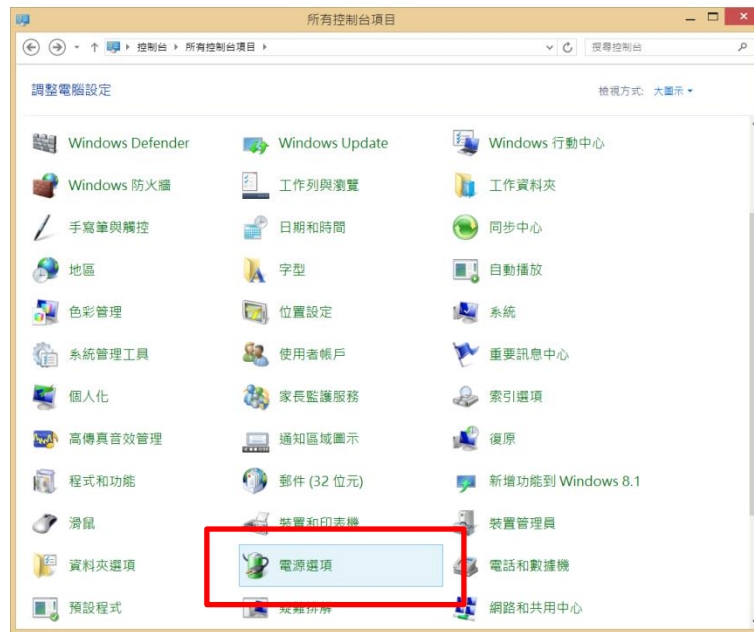 所有控制台項目
控制台 所有控制台項目
搜尋控制台
調整電腦設定
檢視方式: 大圖示
Windows Defender
Windows Update
Windows 行動中心
Windows 防火牆
工作列與瀏覽
工作資料夾
手寫筆與觸控
日期和時間
同步中心
地區
字型
自動播放
色彩管理
位置設定
系統
系統管理工具
使用者帳戶
重要訊息中心
個人化
家長監護服務
索引選項
高傳真音效管理
通知區域圖示
復原
程式和功能
郵件 (32 位元)
新增功能到 Windows 8.1
滑鼠
裝置和印表機
裝置管理員
資料夾選項
電源選項
電話和數據機
預設程式
疑難排解
網路和共用中心